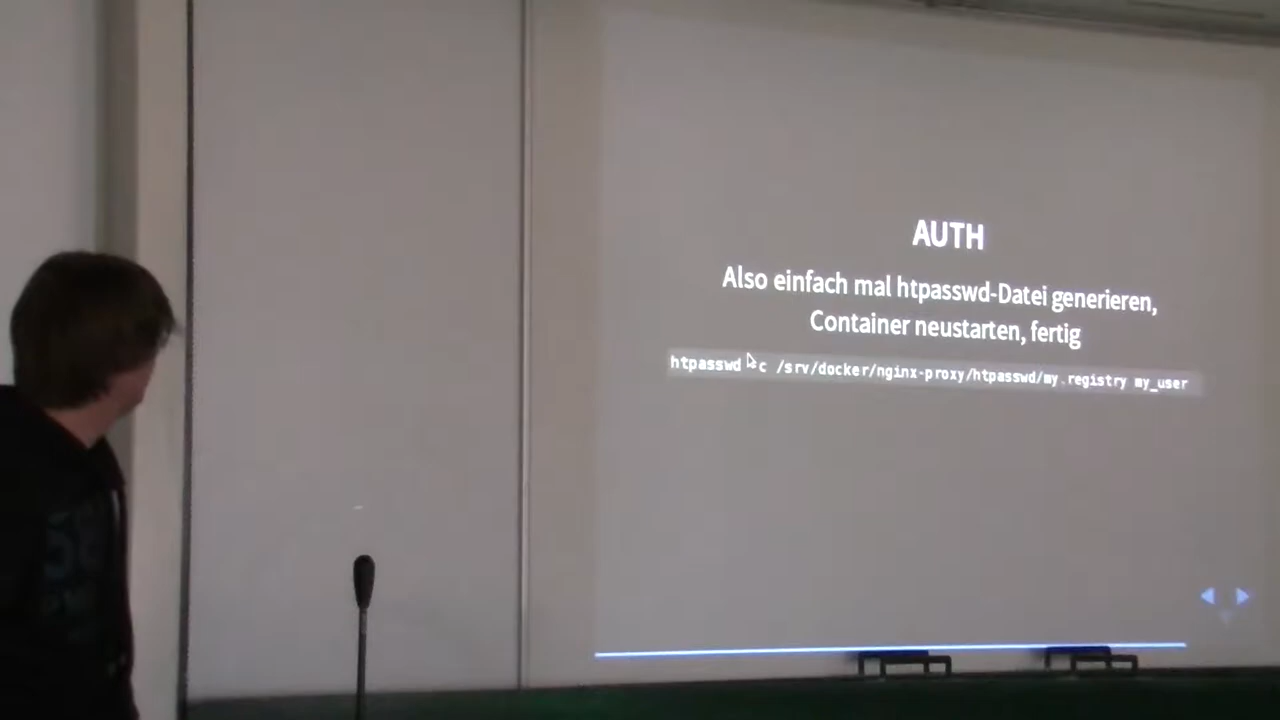 AUTH
Also einfach mal htpasswd-Datei generieren,
Container neustarten, fertig
htpasswd -c /srv/docker/nginx-proxy/htpasswd/my.registry my_user